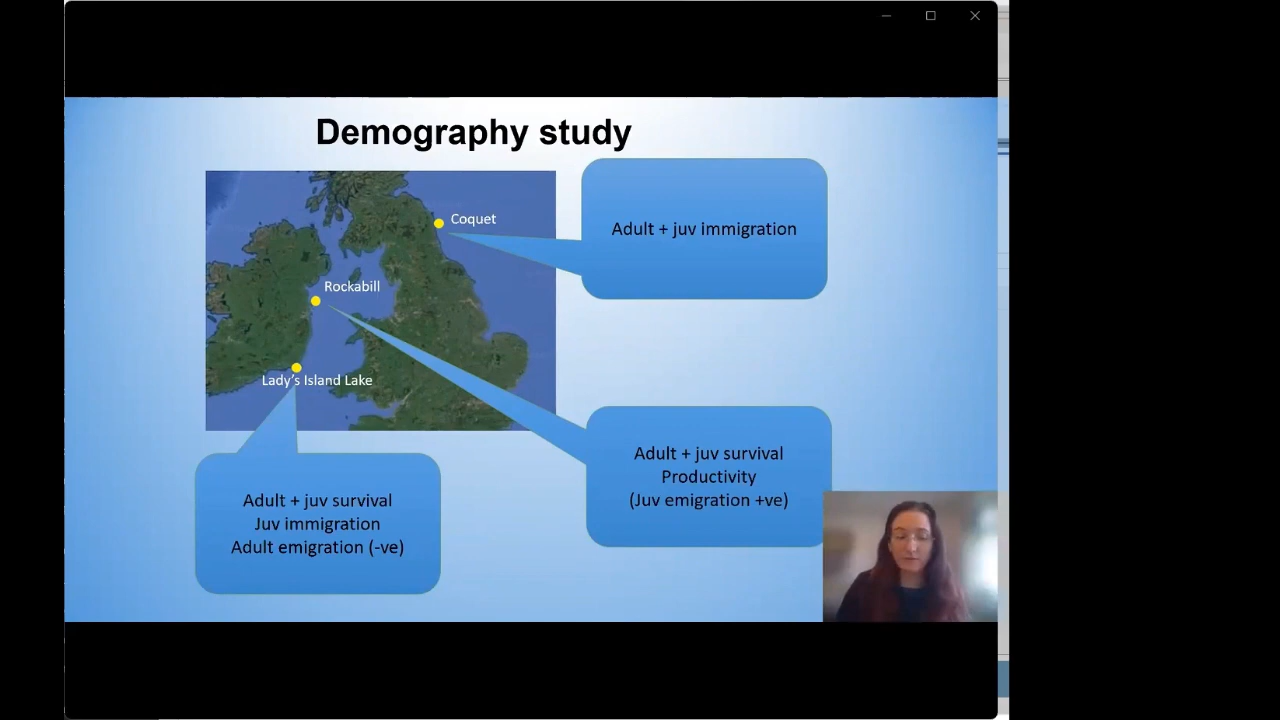 Demography study
Coquet
Adult + juv immigration
Rockabill
Lady's Island Lake
Adult + juv survival
Productivity
(Juv emigration +ve)
Adult + juv survival
Juv immigration
Adult emigration (-ve)